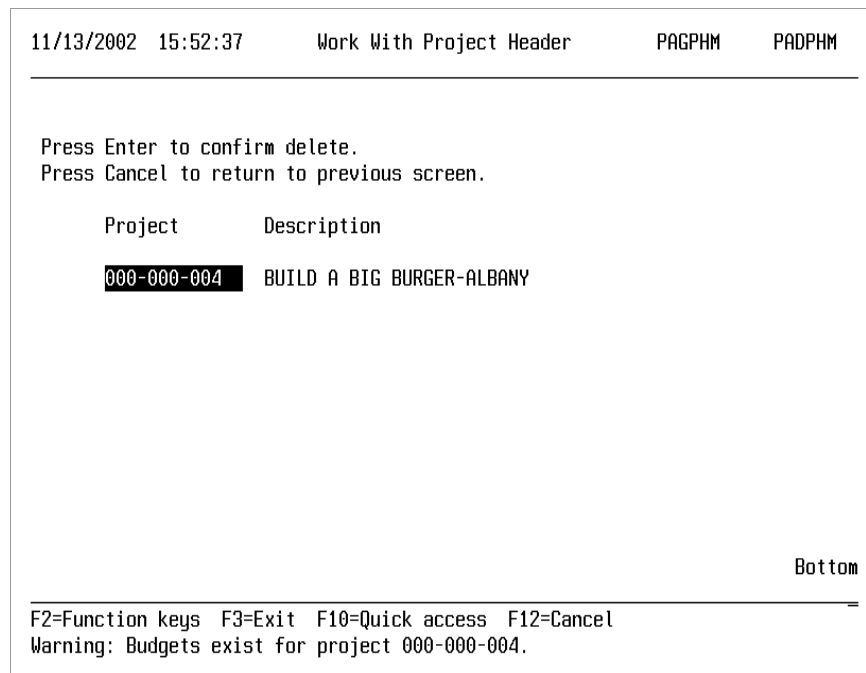 11/13/2002 15:52:37 Work With Project Header PAGPHM PADPHM
Press Enter to confirm delete.
Press Cancel to return to previous screen.
Project Description
000-000-004 BUILD A BIG BURGER-ALBANY
Bottom
F2=Function keys F3=Exit F10=Quick access F12=Cancel
Warning: Budgets exist for project 000-000-004.